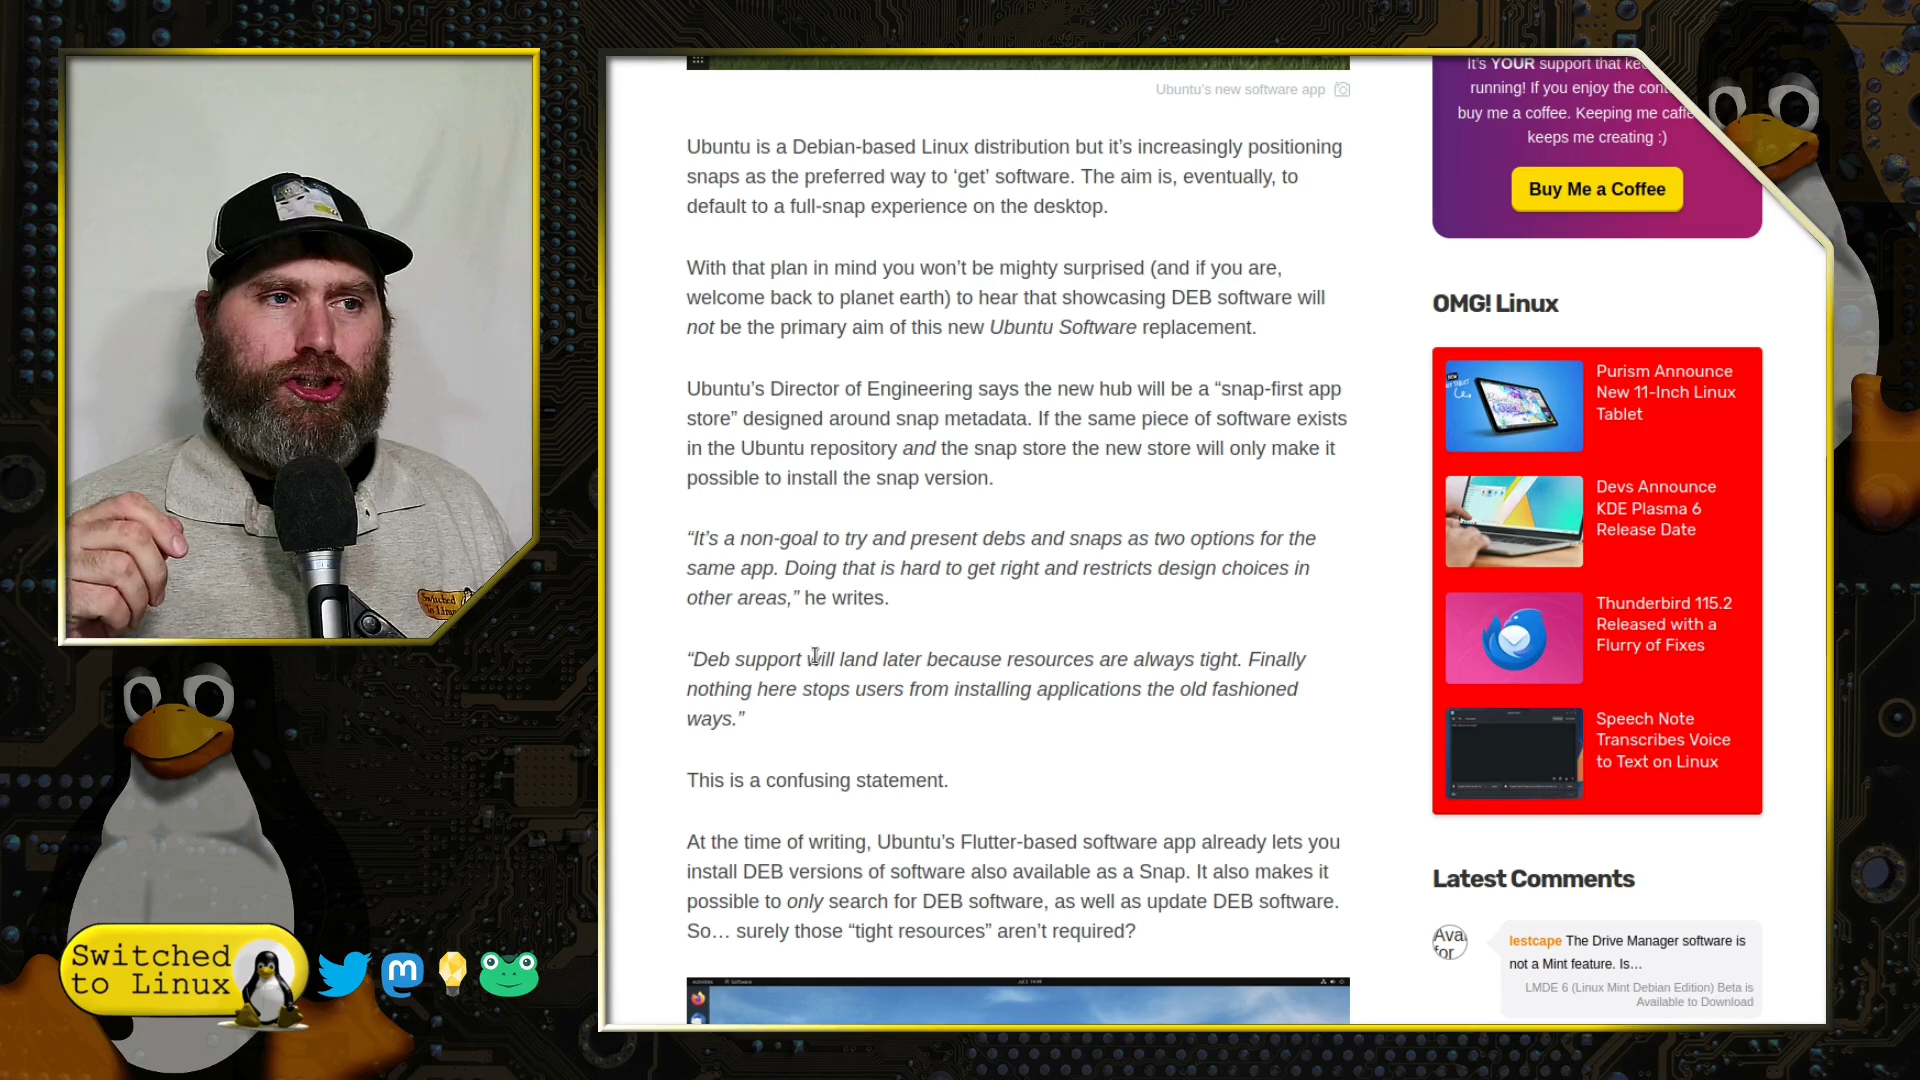 Ubuntu's new software app
Ubuntu is a Debian-based Linux distribution but it's increasingly positioning
snaps as the preferred way to 'get' software. The aim is, eventually, to
default to a full-snap experience on the desktop.
With that plan in mind you won't be mighty surprised (and if you are,
welcome back to planet earth) to hear that showcasing DEB software will
not be the primary aim of this new Ubuntu Software replacement.
Ubuntu's Director of Engineering says the new hub will be a “snap-first app
store” designed around snap metadata. If the same piece of software exists
in the Ubuntu repository and the snap store the new store will only make it
possible to install the snap version.
“It's a non-goal to try and present debs and snaps as two options for the
same app. Doing that is hard to get right and restricts design choices in
other areas,” he writes.
“Deb support will land later because resources are always tight. Finally
nothing here stops users from installing applications the old fashioned
ways.”
This is a confusing statement.
At the time of writing, Ubuntu's Flutter-based software app already lets you
install DEB versions of software also available as a Snap. It also makes it
possible to only search for DEB software, as well as update DEB software.
So… surely those “tight resources” aren't required?
It's YOUR support that
running! If you enjoy the
buy me a coffee. Keeping me
keeps me creating :)
Buy Me a Coffee
OMG! Linux
Purism Announce
New 11-Inch Linux
Tablet
Devs Announce
KDE Plasma 6
Release Date
Thunderbird 115.2
Released with a
Flurry of Fixes
Speech Note
Transcribes Voice
to Text on Linux
Latest Comments
Ava
for
lestcape The Drive Manager software is
not a Mint feature. Is…
LMDE 6 (Linux Mint Debian Edition) Beta is
Available to Download
Switched
to Linux
Switched
to Linux